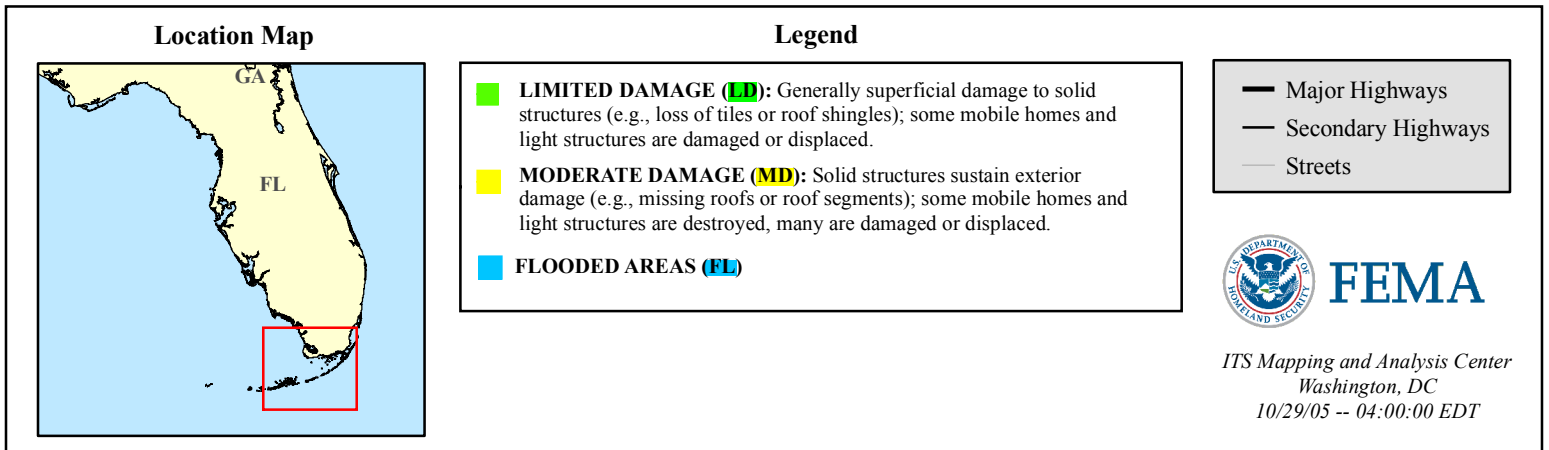 Location Map
GA
FL
Legend
LIMITED DAMAGE (LD): Generally superficial damage to solid
structures (e.g., loss of tiles or roof shingles); some mobile homes and
light structures are damaged or displaced.
MODERATE DAMAGE (MD): Solid structures sustain exterior
damage (e.g., missing roofs or roof segments); some mobile homes and
light structures are destroyed, many are damaged or displaced.
FLOODED AREAS (FL)
Major Highways
Secondary Highways
Streets
U.S. DEPARTMENT OF
HOMELAND SECURITY
FEMA
ITS Mapping and Analysis Center
Washington, DC
10/29/05 -- 04:00:00 EDT